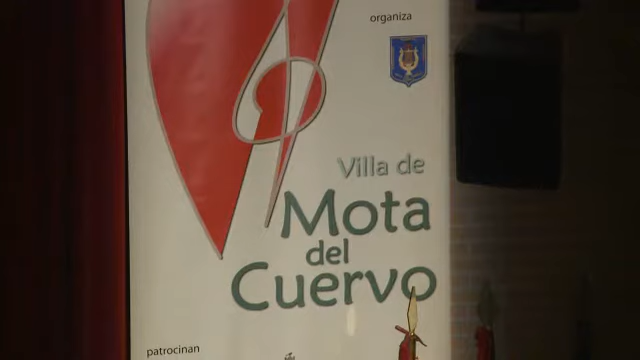 organiza
Villa de
Mota
del
Cuervo
patrocinan